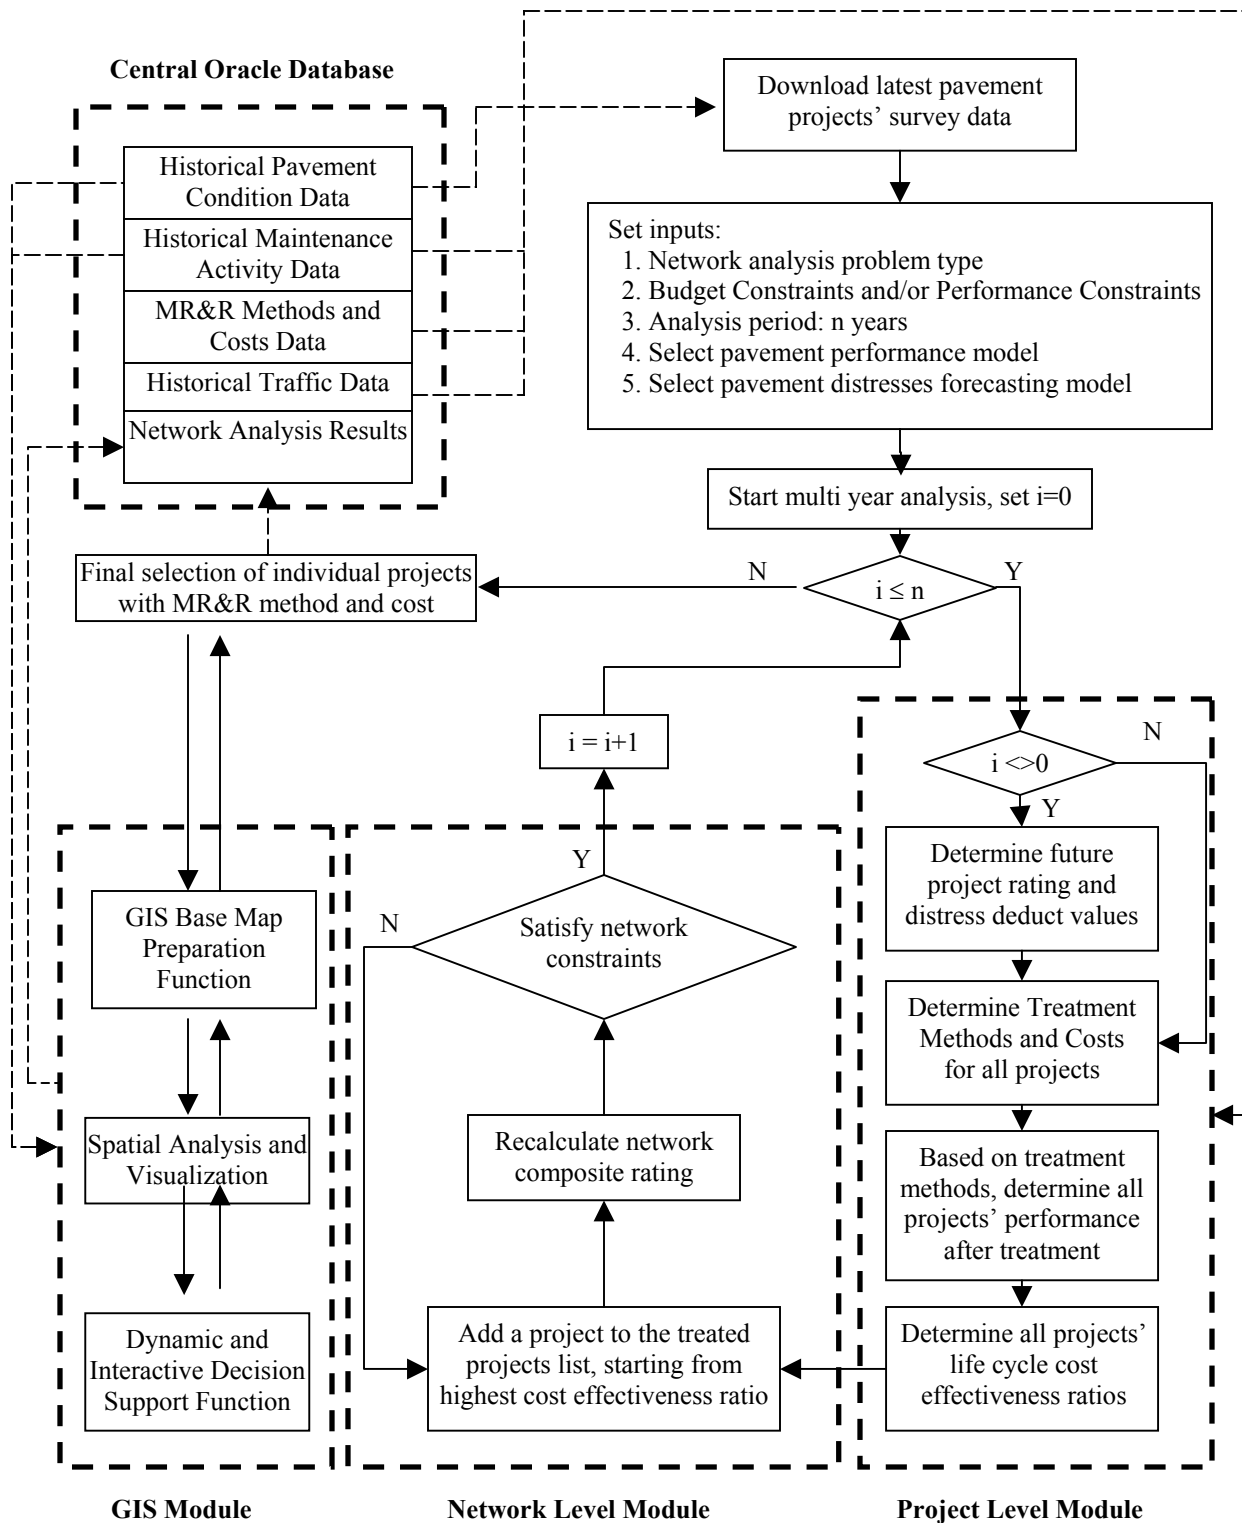 Central Oracle Database
Historical Pavement
Condition Data
Historical Maintenance
Activity Data
MR&R Methods and
Costs Data
Historical Traffic Data
Network Analysis Results
Download latest pavement
projects’ survey data
Set inputs:
1. Network analysis problem type
2. Budget Constraints and/or Performance Constraints
3. Analysis period: n years
4. Select pavement performance model
5. Select pavement distresses forecasting model
Start multi year analysis, set i=0
N
i ≤ n
Y
Final selection of individual projects
with MR&R method and cost
i = i+1
i <>0
N
Y
Determine future
project rating and
distress deduct values
Determine Treatment
Methods and Costs
for all projects
Based on treatment
methods, determine all
projects’ performance
after treatment
Determine all projects’
life cycle cost
effectiveness ratios
Y
N
Satisfy network
constraints
Recalculate network
composite rating
Add a project to the treated
projects list, starting from
highest cost effectiveness ratio
GIS Base Map
Preparation
Function
Spatial Analysis and
Visualization
Dynamic and
Interactive Decision
Support Function
GIS Module
Network Level Module
Project Level Module